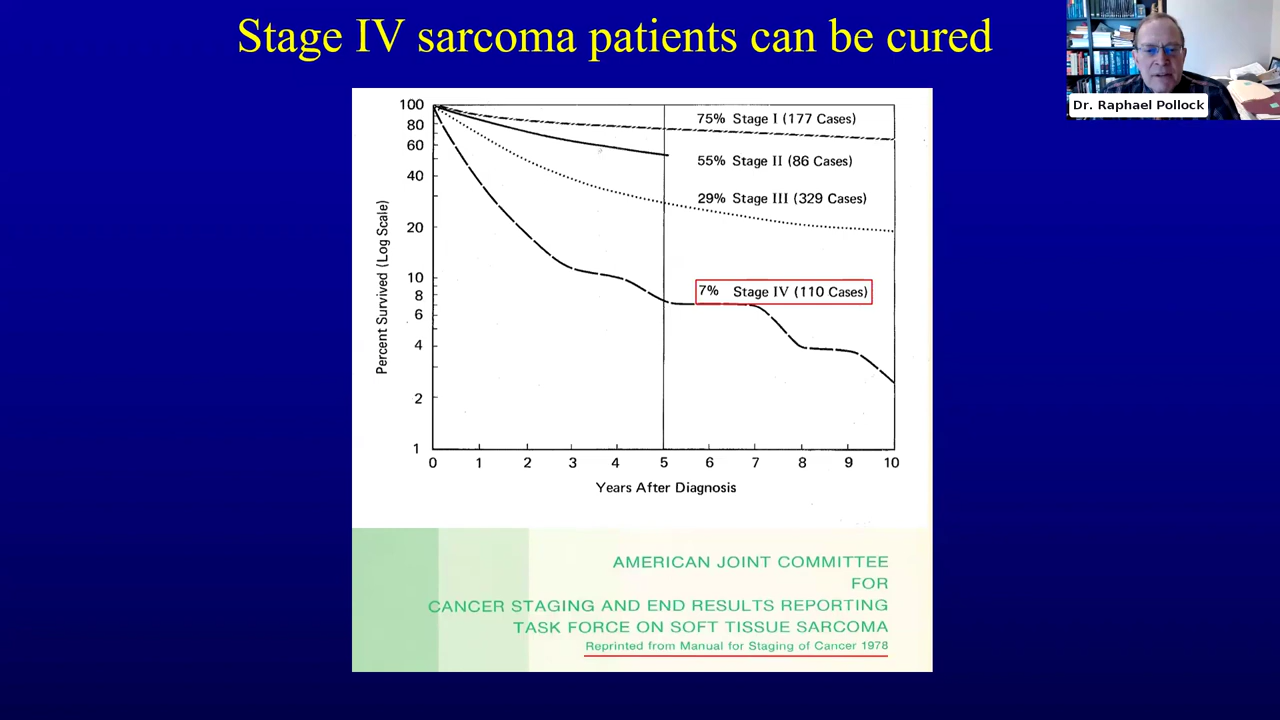 Stage IV sarcoma patients can be cured
Dr. Raphael Pollock
Percent Survived (Log Scale)
100
80
60
40
20
10
8
6
4
2
1
75% Stage I (177 Cases)
55% Stage II (86 Cases)
29% Stage III (329 Cases)
7% Stage IV (110 Cases)
0 1 2 3 4 5 6 7 8 9 10
Years After Diagnosis
AMERICAN JOINT COMMITTEE
FOR
CANCER STAGING AND END RESULTS REPORTING
TASK FORCE ON SOFT TISSUE SARCOMA
Reprinted from Manual for Staging of Cancer 1978